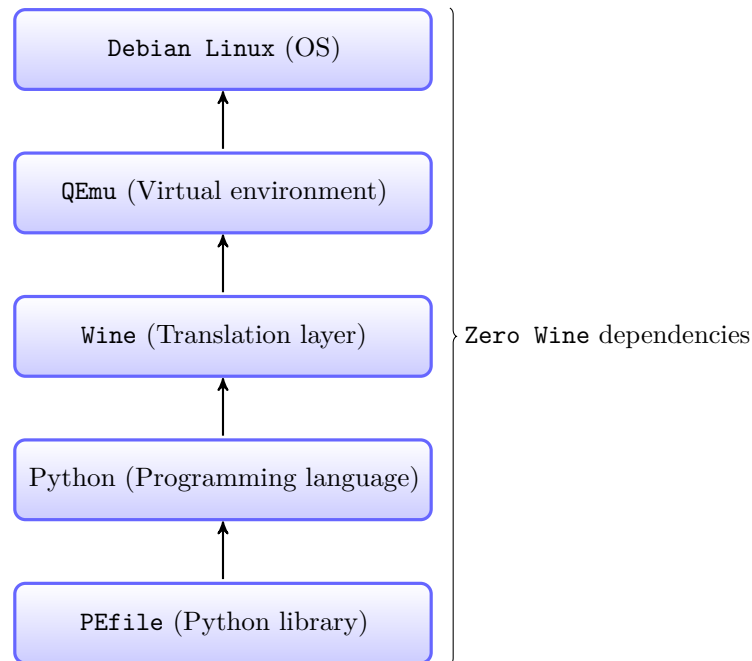 Debian Linux (OS)
QEmu (Virtual environment)
Wine (Translation layer)
Zero Wine dependencies
Python (Programming language)
PEfile (Python library)